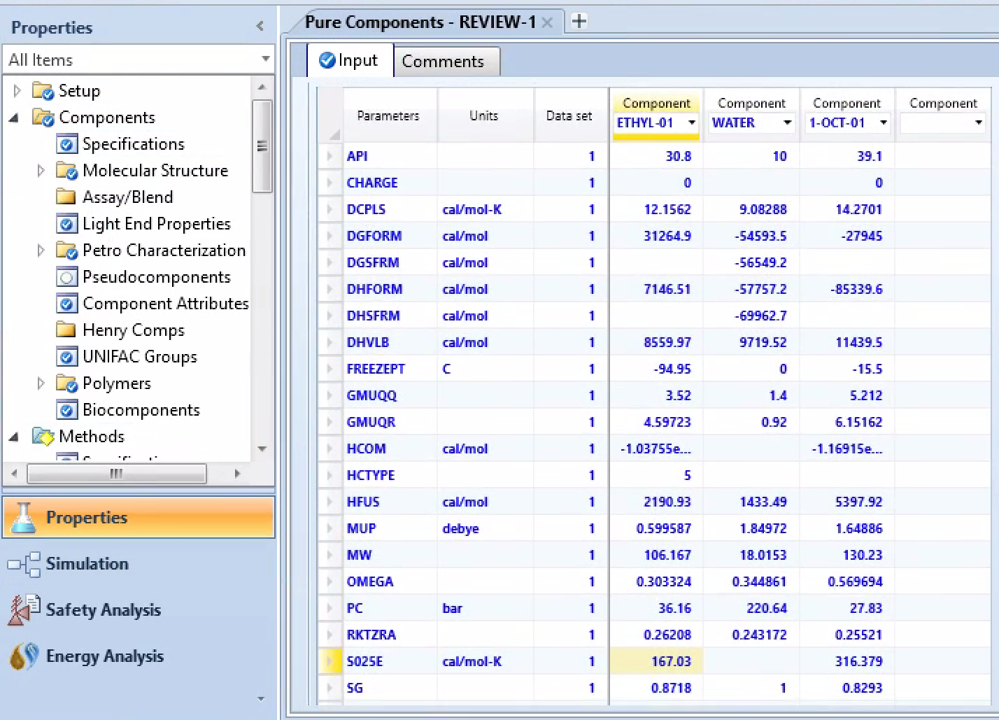 Properties
All Items
Setup
Components
Specifications
Molecular Structure
Assay/Blend
Light End Properties
Petro Characterization
Pseudocomponents
Component Attributes
Henry Comps
UNIFAC Groups
Polymers
Biocomponents
Methods
Properties
Simulation
Safety Analysis
Energy Analysis
Pure Components - REVIEW-1
Input Comments
Parameters Units Data set Component Component Component Component
ETHYL-01 WATER 1-OCT-01
API 1 30.8 10 39.1
CHARGE 1 0 0
DCPLS cal/mol-K 1 12.1562 9.08288 14.2701
DGFORM cal/mol 1 31264.9 -54593.5 -27945
DGSFRM cal/mol 1 -56549.2
DHFORM cal/mol 1 7146.51 -57757.2 -85339.6
DHSFRM cal/mol 1 -69962.7
DHVLB cal/mol 1 8559.97 9719.52 11439.5
FREEZEPT C 1 -94.95 0 -15.5
GMUQQ 1 3.52 1.4 5.212
GMUQR 1 4.59723 0.92 6.15162
HCOM cal/mol 1 -1.03755e... -1.16915e...
HCTYPE 1 5
HFUS cal/mol 1 2190.93 1433.49 5397.92
MUP debye 1 0.599587 1.84972 1.64886
MW 1 106.167 18.0153 130.23
OMEGA 1 0.303324 0.344861 0.569694
PC bar 1 36.16 220.64 27.83
RKTZRA 1 0.26208 0.243172 0.25521
S025E cal/mol-K 1 167.03 316.379
SG 1 0.8718 1 0.8293